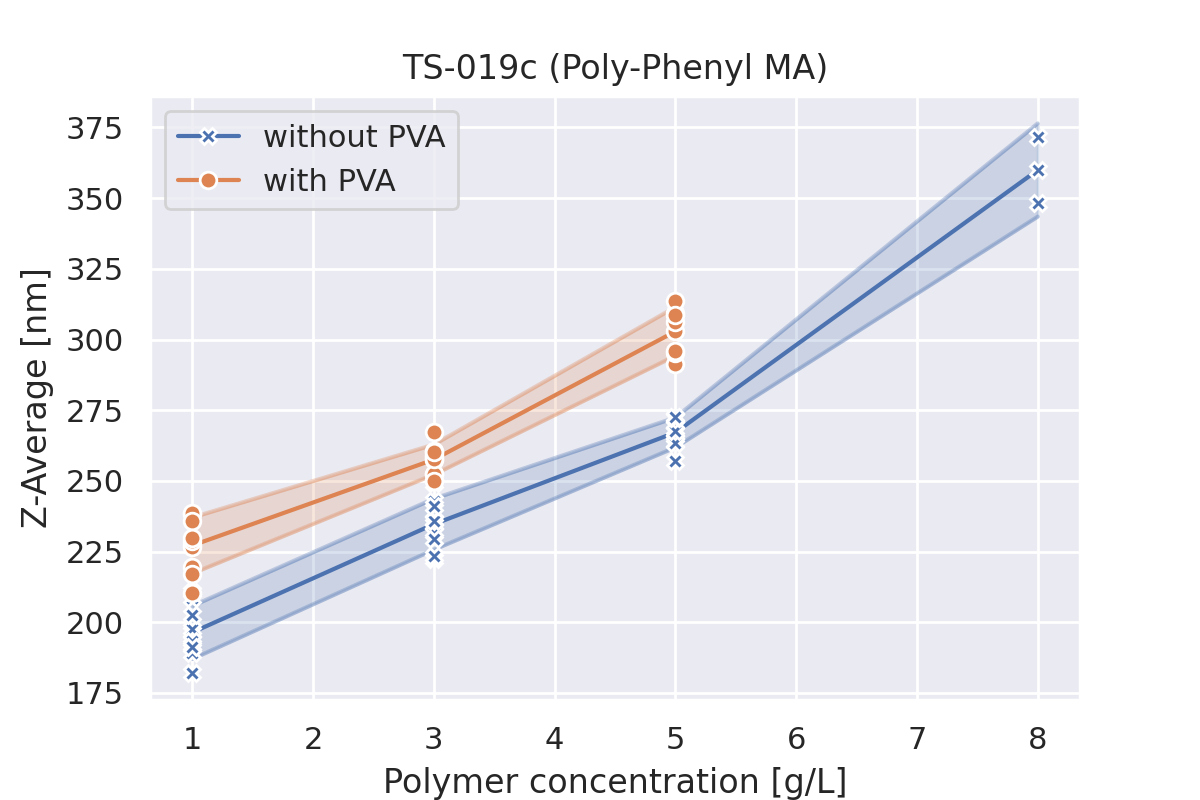 TS-019c (Poly-Phenyl MA)
without PVA
with PVA
Z-Average [nm]
375
350
325
300
275
250
225
200
175
1 2 3 4 5 6 7 8
Polymer concentration [g/L]